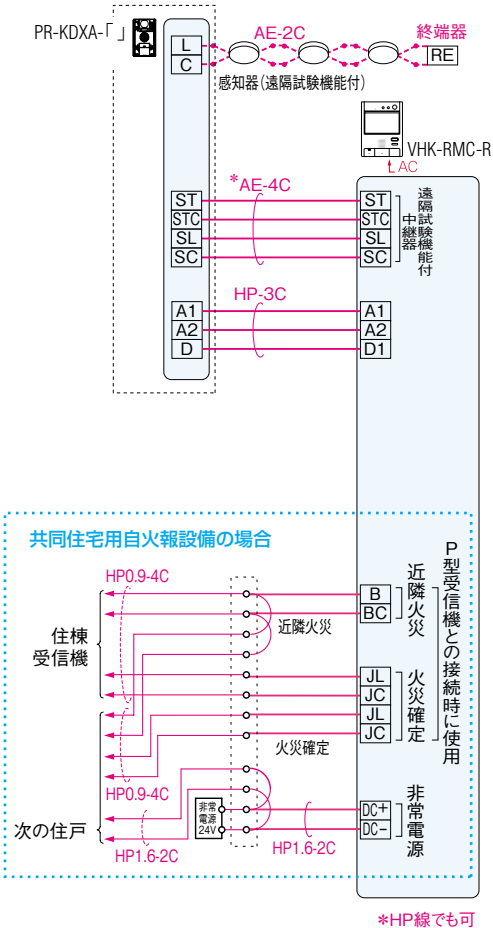 PR-KDXA-「 」
L
C
AE-2C
終端器
RE
感知器(遠隔試験機能付)
VHK-RMC-R
AC
*AE-4C
ST
STC
SL
SC
ST
STC
SL
SC
遠隔試験機能付
中継器
HP-3C
A1
A2
D
A1
A2
D1
共同住宅用自火報設備の場合
HP0.9-4C
住棟
受信機
近隣火災
B
BC
近隣火災
P型受信機との接続時に使用
JL
JC
JL
JC
火災確定
火災確定
HP0.9-4C
次の住戸
HP1.6-2C
非常
電源
24V
HP1.6-2C
DC+
DC−
非常電源
*HP線でも可